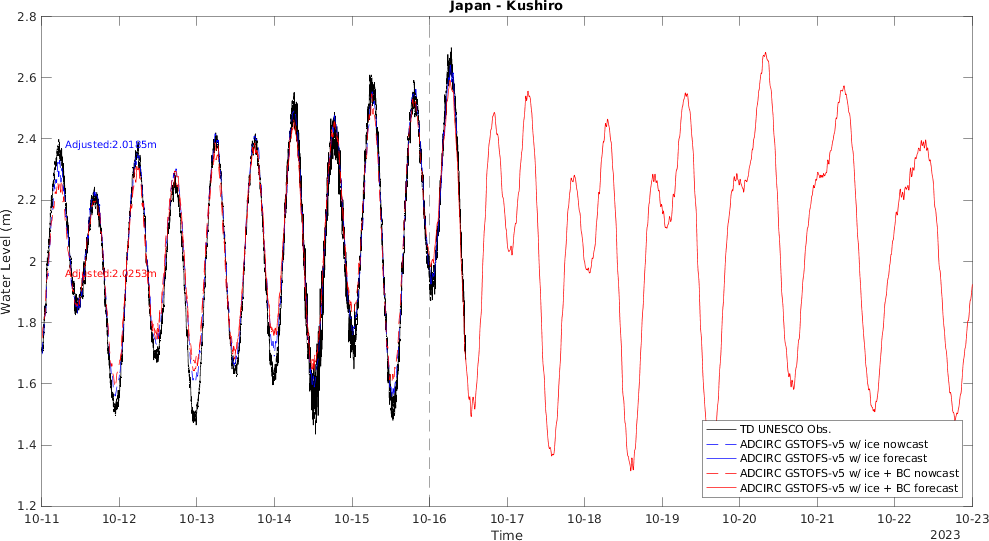 Japan - Kushiro
2.8
2.6
2.4
2.2
2
1.8
1.6
1.4
1.2
Water Level (m)
Adjusted:2.0185m
Adjusted:2.0253m
TD UNESCO Obs.
ADCIRC GSTOFS-v5 w/ ice nowcast
ADCIRC GSTOFS-v5 w/ ice forecast
ADCIRC GSTOFS-v5 w/ ice + BC nowcast
ADCIRC GSTOFS-v5 w/ ice + BC forecast
10-11 10-12 10-13 10-14 10-15 10-16 10-17 10-18 10-19 10-20 10-21 10-22 10-23
Time
2023